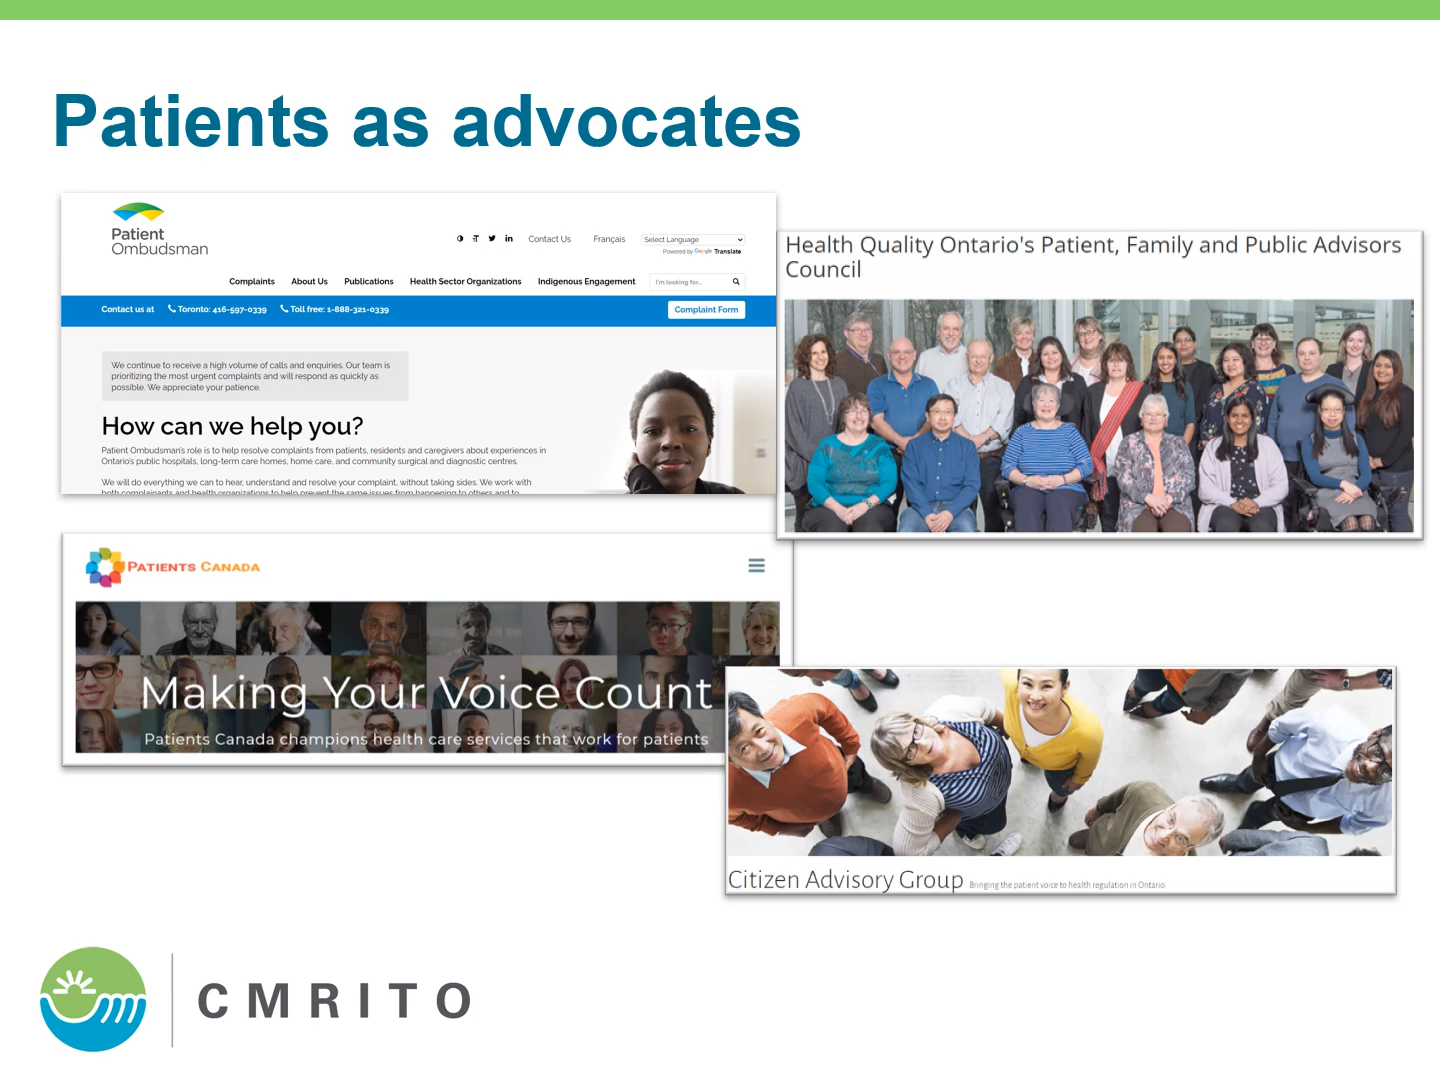 Patients as advocates
Patient
Ombudsman
Contact Us
Français
Select Language
Powered by Google Translate
Complaints
About Us
Publications
Health Sector Organizations
Indigenous Engagement
I'm looking for...
Contact us at
Toronto: 416-597-0339
Toll free: 1-888-321-0339
Complaint Form
We continue to receive a high volume of calls and enquiries. Our team is
prioritizing the most urgent complaints and will respond as quickly as
possible. We appreciate your patience.
How can we help you?
Patient Ombudsman's role is to help resolve complaints from patients, residents and caregivers about experiences in
Ontario's public hospitals, long-term care homes, home care, and community surgical and diagnostic centres.
We will do everything we can to hear, understand and resolve your complaint, without taking sides. We work with
both complainants and health organizations to help prevent the same issues from happening to others and to
Health Quality Ontario's Patient, Family and Public Advisors
Council
PATIENTS CANADA
Making Your Voice Count
Patients Canada champions health care services that work for patients
Citizen Advisory Group Bringing the patient voice to health regulation in Ontario
CMRITO